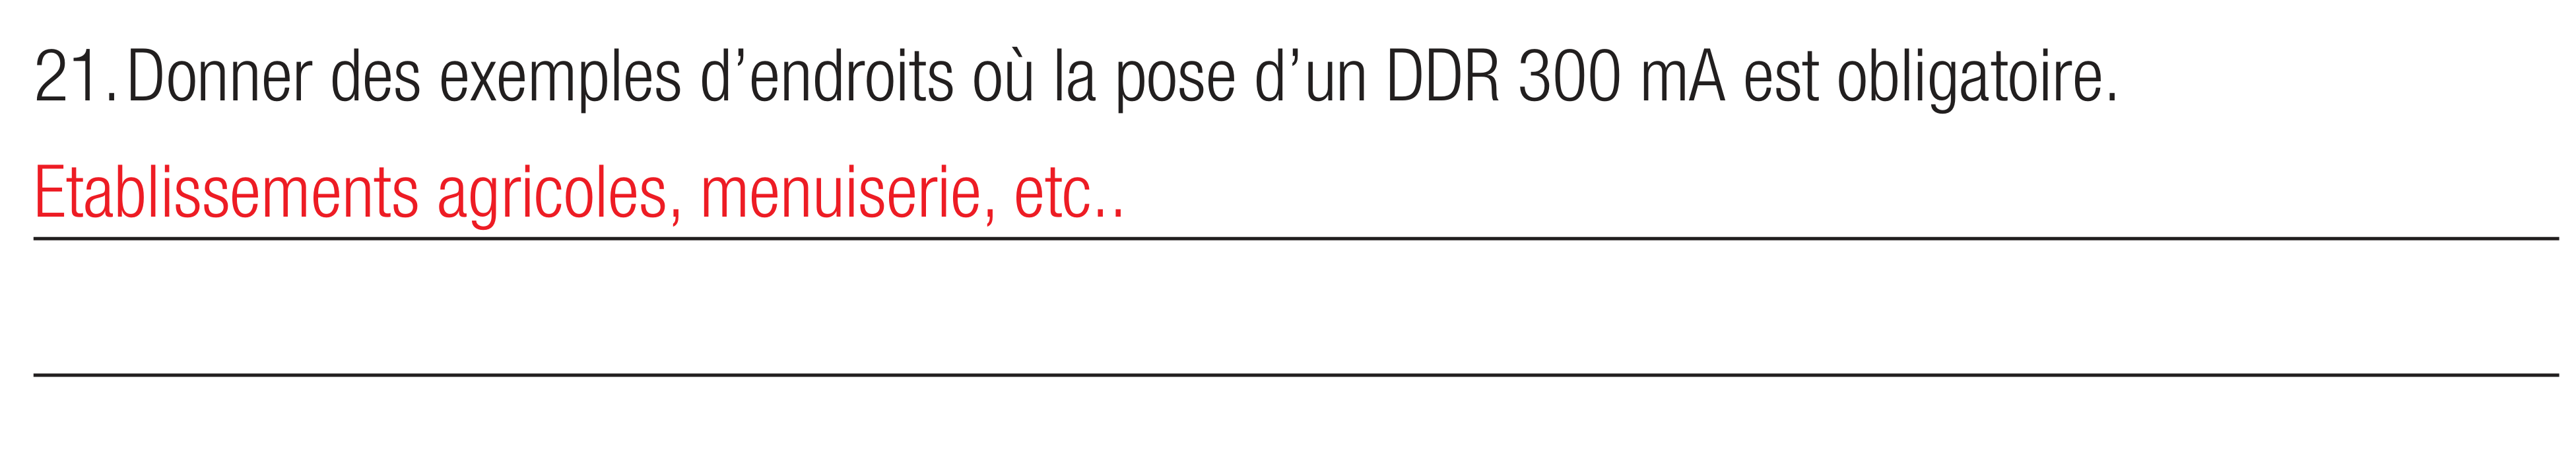 21. Donner des exemples d’endroits où la pose d’un DDR 300 mA est obligatoire.
Etablissements agricoles, menuiserie, etc..